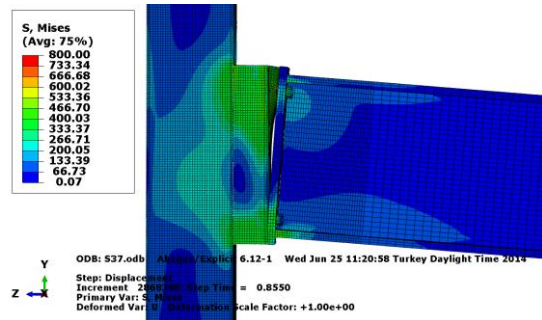 S, Mises
(Avg: 75%)
800.00
733.34
666.68
600.02
533.36
466.70
400.03
333.37
266.71
200.05
133.39
66.73
0.07
ODB: S37.odb Abaqus/Explicit 6.12-1 Wed Jun 25 11:20:58 Turkey Daylight Time 2014
Y
Step: Displacement
Z X
Increment Step Time = 0.8550
Primary Var: S, Mises
Deformed Var: U Deformation Scale Factor: +1.00e+00